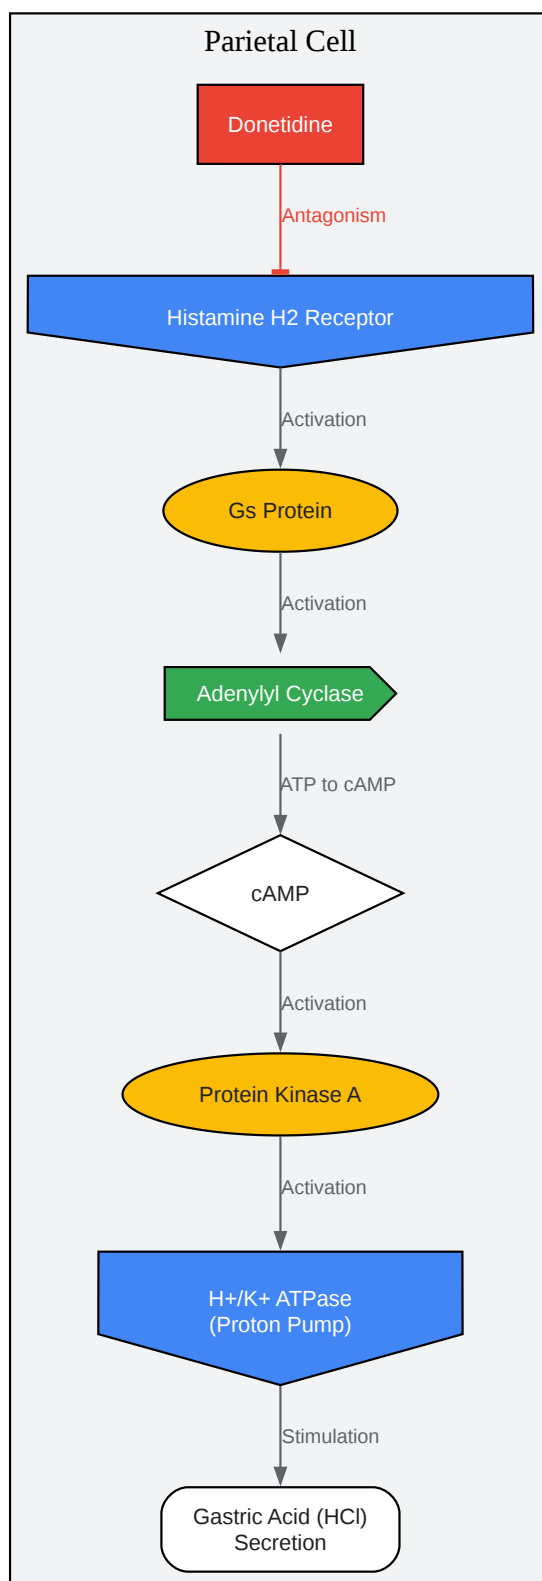 Parietal Cell
Donetidine
Antagonism
Histamine H2 Receptor
Activation
Gs Protein
Activation
Adenylyl Cyclase
ATP to cAMP
cAMP
Activation
Protein Kinase A
Activation
H+/K+ ATPase
(Proton Pump)
Stimulation
Gastric Acid (HCl)
Secretion